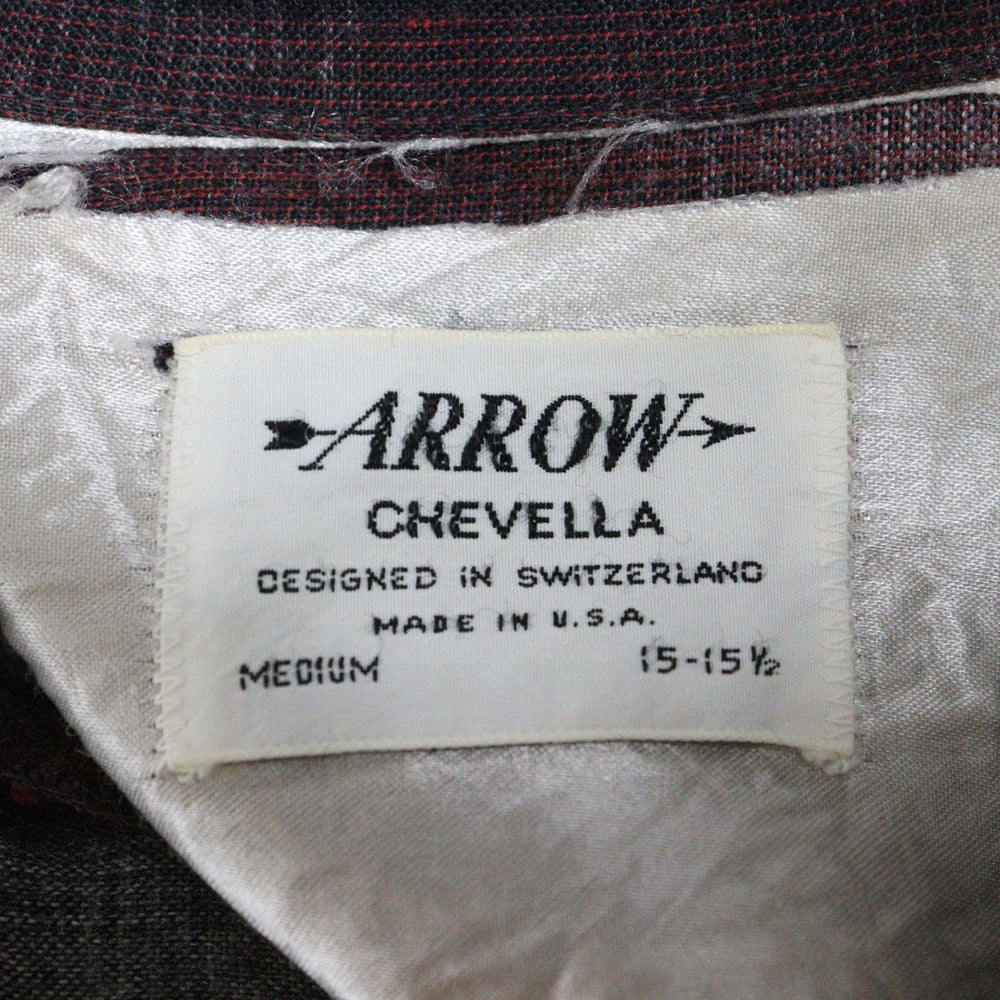 ARROW
CHEVELLA
DESIGNED IN SWITZERLAND
MADE IN U.S.A.
MEDIUM 15-15½